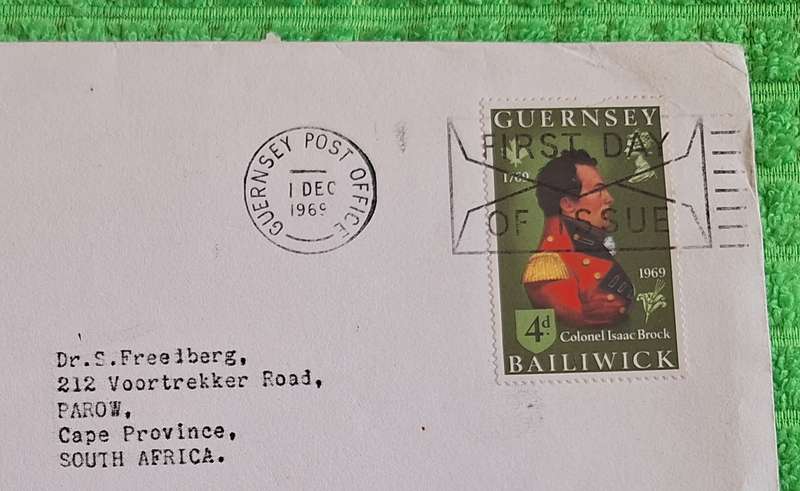 GUERNSEY POST OFFICE
1 DEC
1969
FIRST DAY
OF ISSUE
GUERNSEY
1769
1969
4d.
Colonel Isaac Brock
BAILIWICK
Dr.S.Freedberg,
212 Voortrekker Road,
PAROW,
Cape Province,
SOUTH AFRICA.